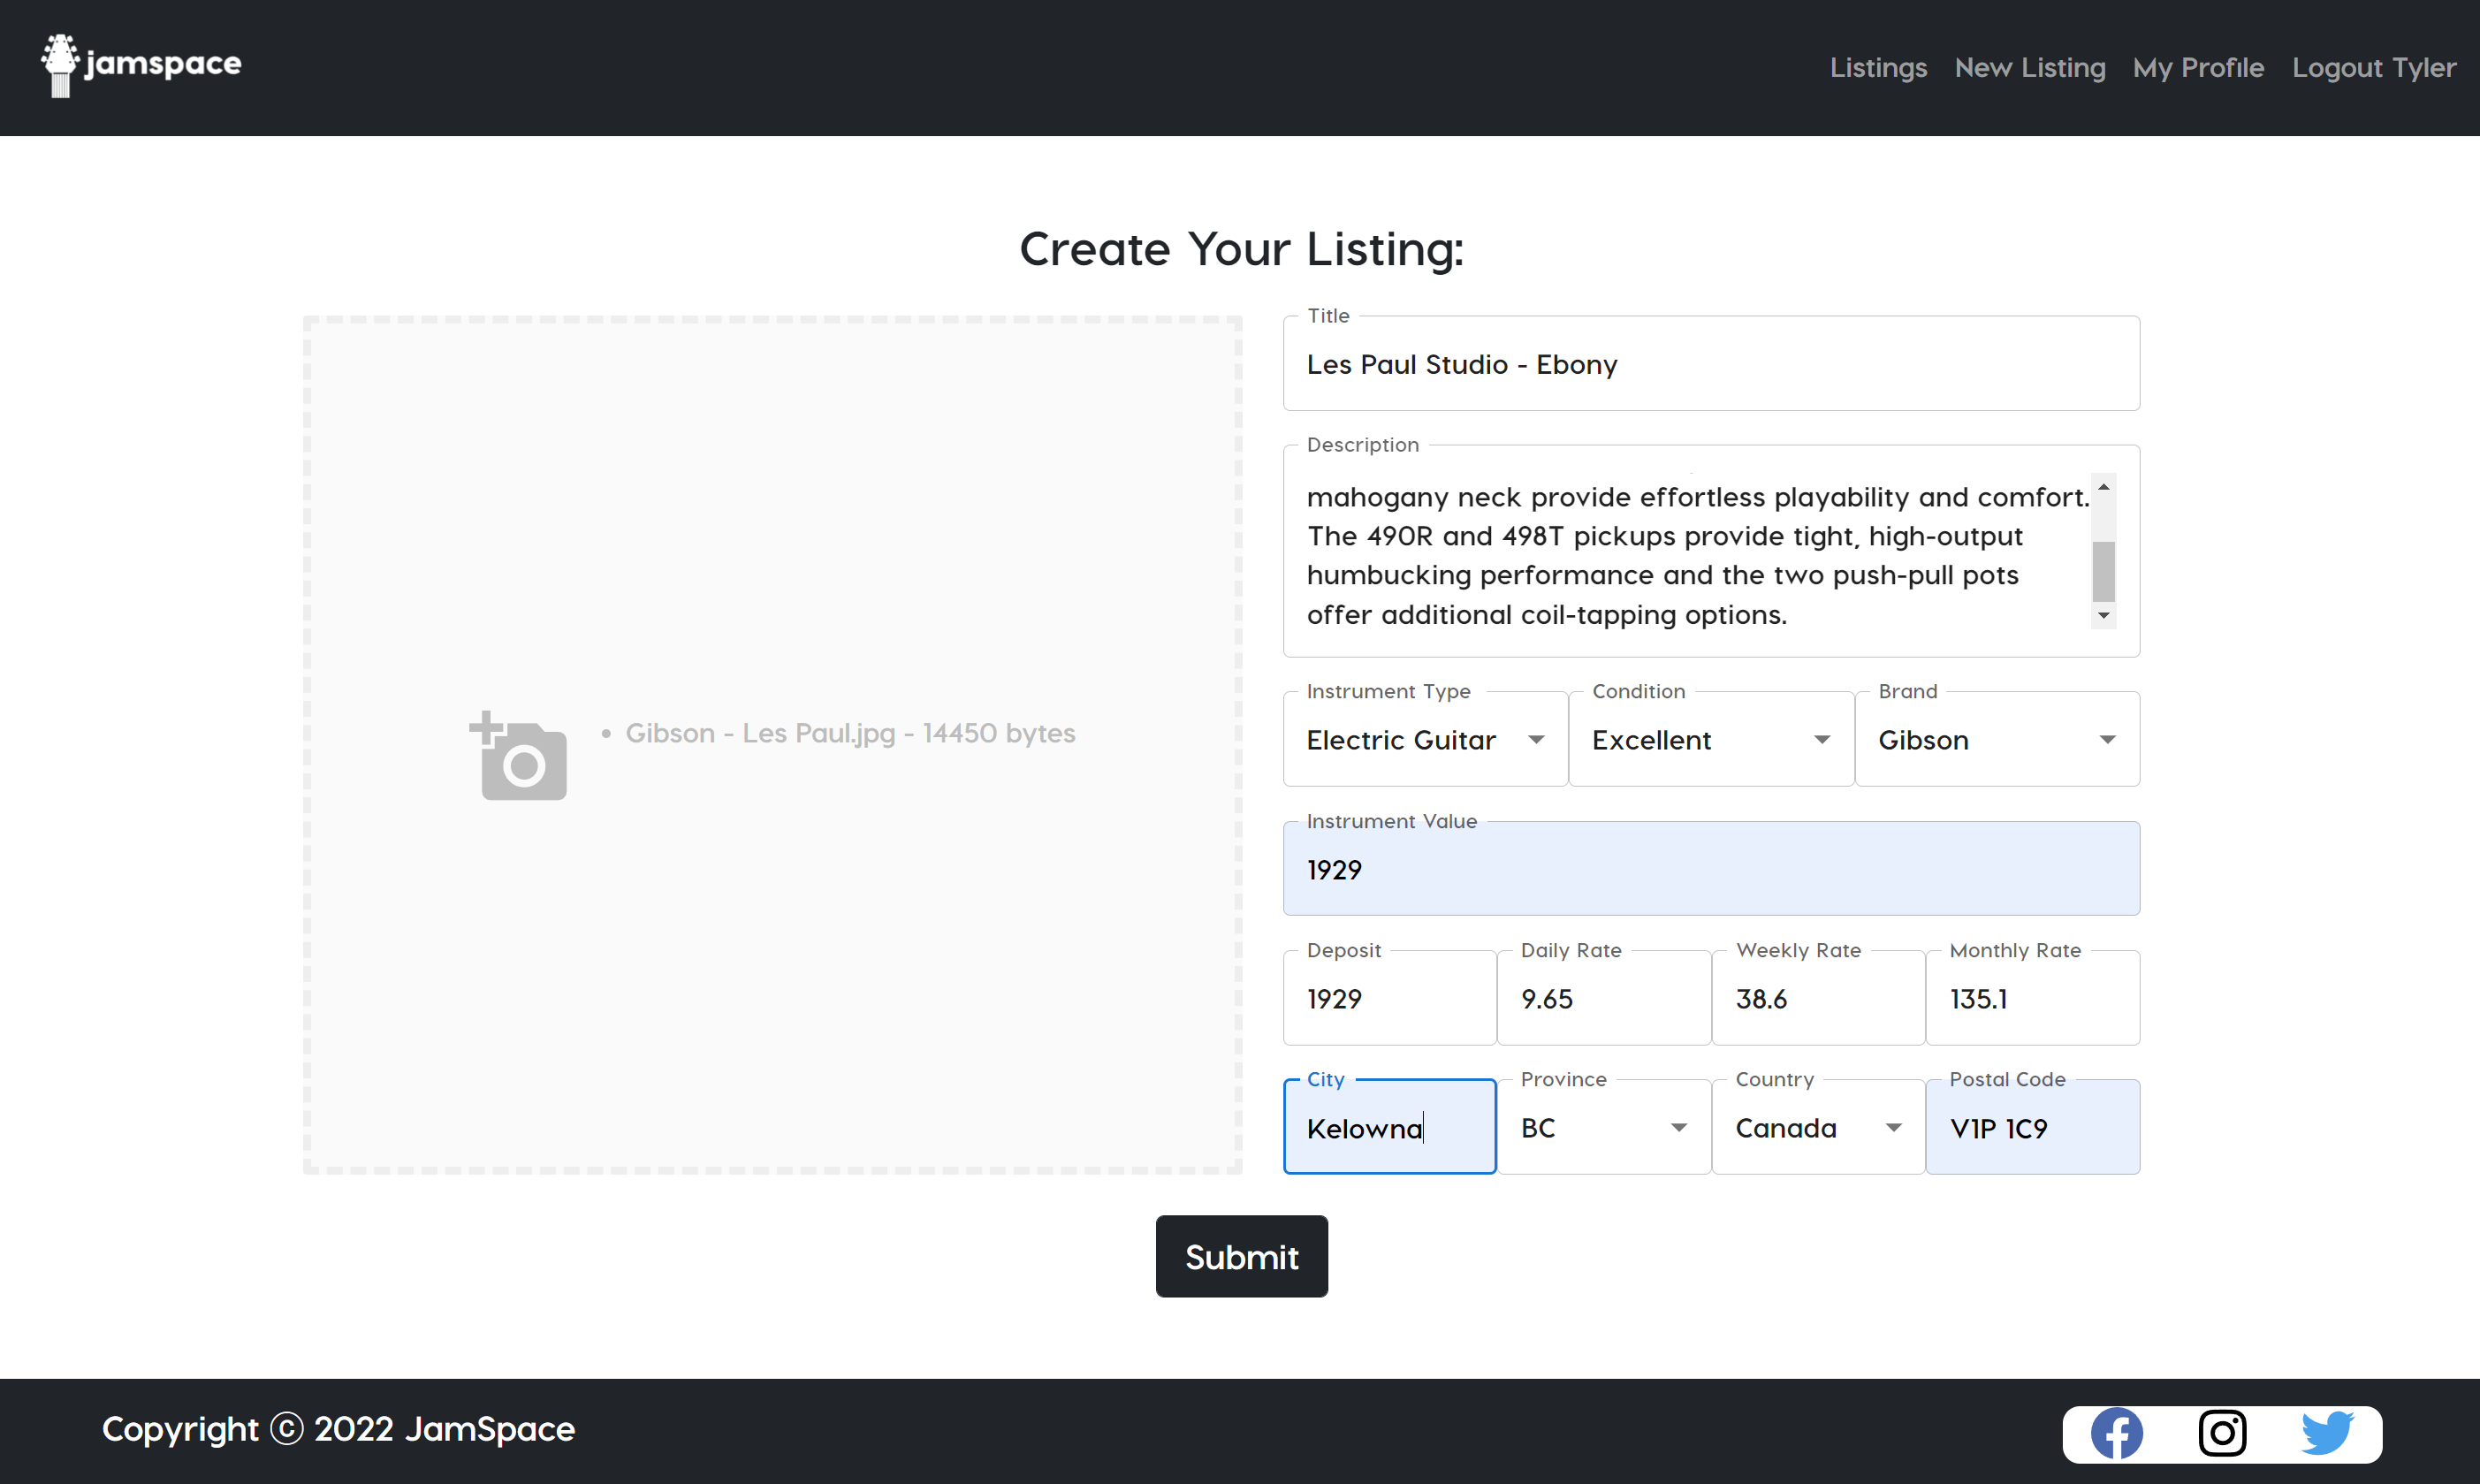 jamspace
Listings New Listing My Profile Logout Tyler
Create Your Listing:
• Gibson - Les Paul.jpg - 14450 bytes
Title
Les Paul Studio - Ebony
Description
mahogany neck provide effortless playability and comfort.
The 490R and 498T pickups provide tight, high-output
humbucking performance and the two push-pull pots
offer additional coil-tapping options.
Instrument Type Condition Brand
Electric Guitar Excellent Gibson
Instrument Value
1929
Deposit Daily Rate Weekly Rate Monthly Rate
1929 9.65 38.6 135.1
City Province Country Postal Code
Kelowna BC Canada V1P 1C9
Submit
Copyright © 2022 JamSpace